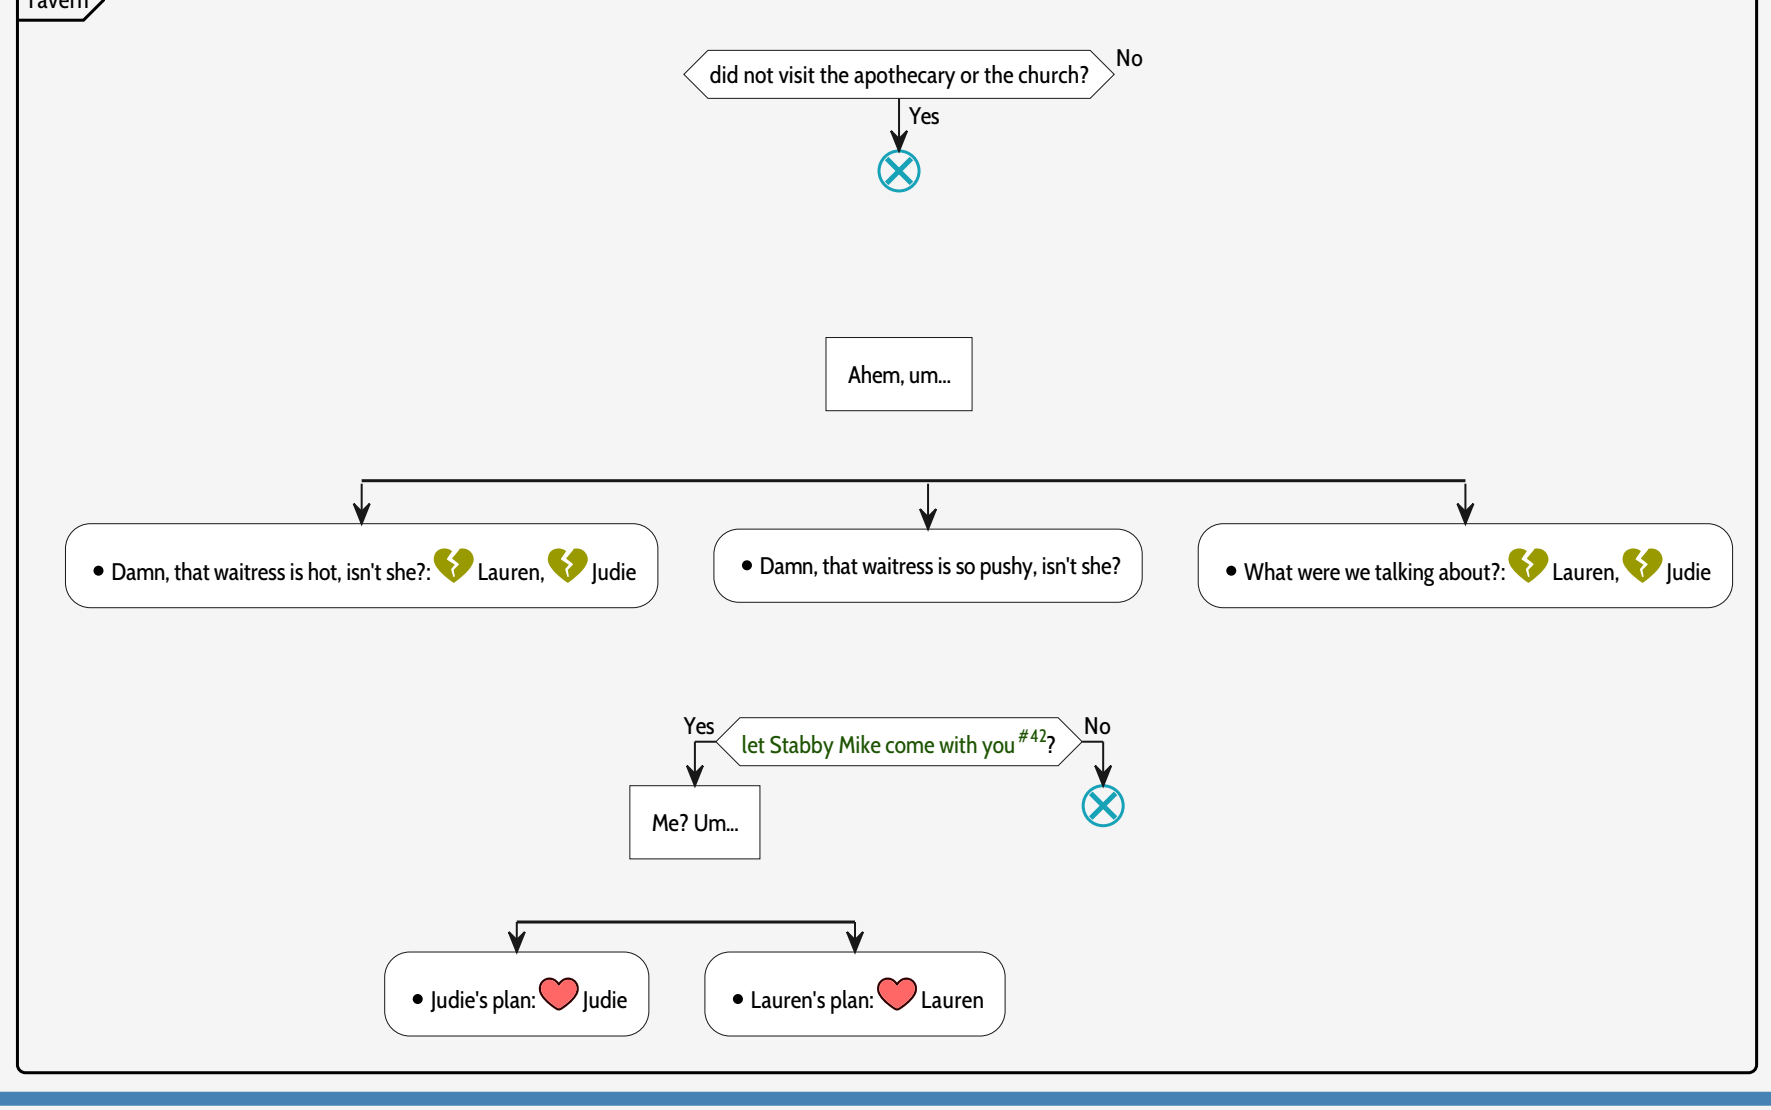 Tavern
did not visit the apothecary or the church?
No
Yes
Ahem, um...
• Damn, that waitress is hot, isn't she?: Lauren, Judie
• Damn, that waitress is so pushy, isn't she?
• What were we talking about?: Lauren, Judie
Yes
let Stabby Mike come with you #42?
No
Me? Um...
• Judie's plan: Judie
• Lauren's plan: Lauren